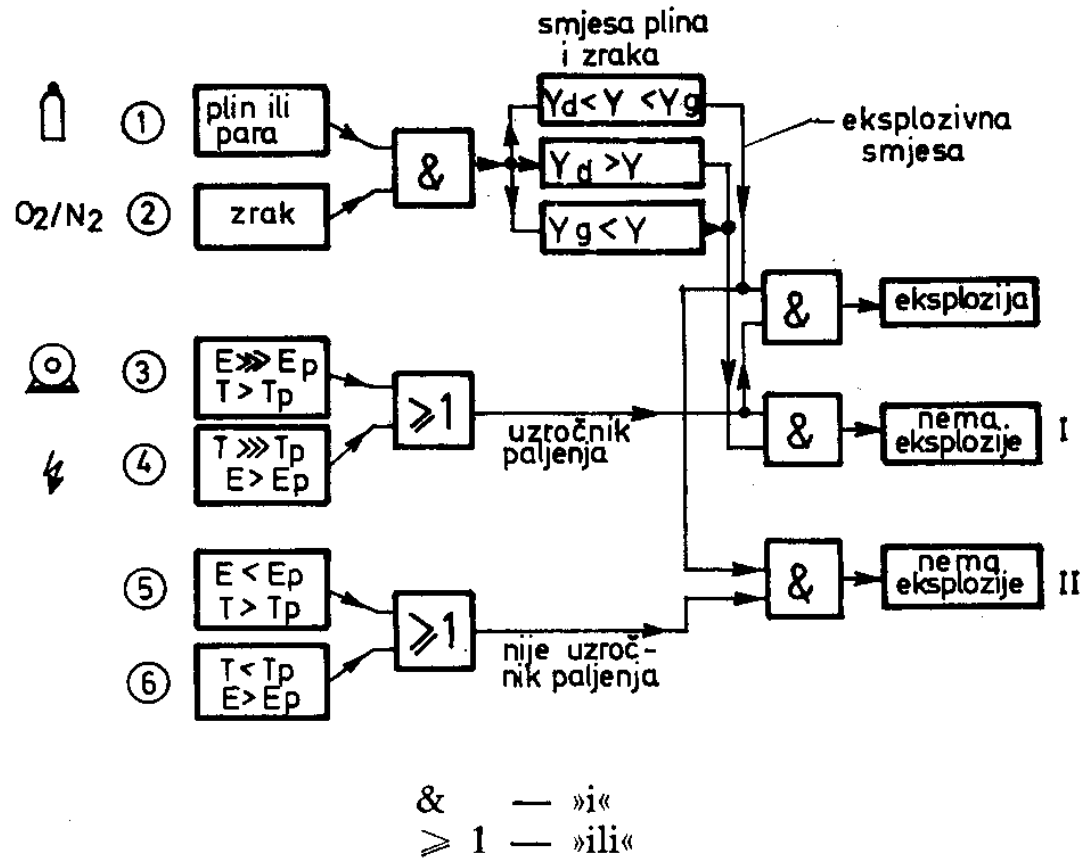 smjesa plina
i zraka
① plin ili
para
& 
Yd < Y < Yg
eksplozivna
smjesa
Yd > Y
O2/N2 ② zrak
Yg < Y
& eksplozija
③ E >>> Ep
T > Tp
≥1
uzročnik
paljenja
& nema
eksplozije I
④ T >>> Tp
E > Ep
⑤ E < Ep
T > Tp
≥1
nije uzroč-
nik paljenja
& nema
eksplozije II
⑥ T < Tp
E > Ep
& — »i«
≥ 1 — »ili«